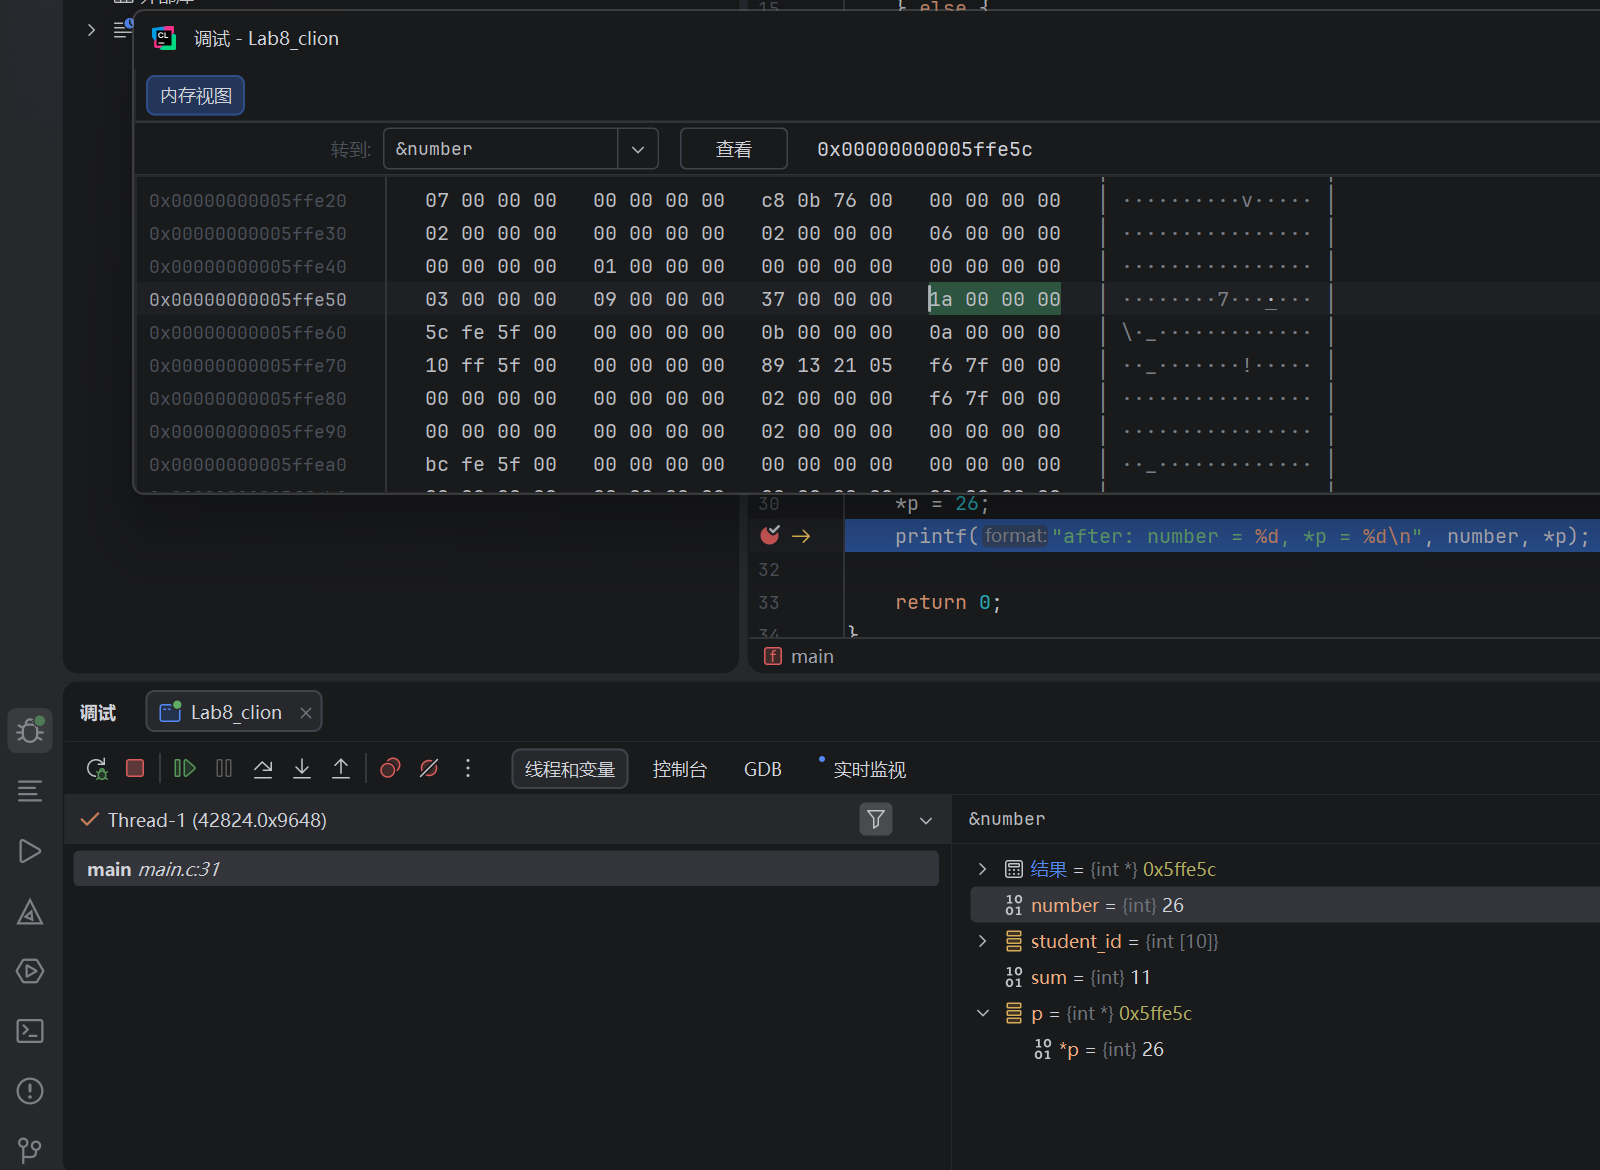 外部库
15 } else {
调试 - Lab8_clion
内存视图
转到: &number 查看 0x00000000005ffe5c
0x00000000005ffe20 07 00 00 00 00 00 00 00 c8 0b 76 00 00 00 00 00 ··········v·····
0x00000000005ffe30 02 00 00 00 00 00 00 00 02 00 00 00 06 00 00 00 ················
0x00000000005ffe40 00 00 00 00 01 00 00 00 00 00 00 00 00 00 00 00 ················
0x00000000005ffe50 03 00 00 00 09 00 00 00 37 00 00 00 1a 00 00 00 ········7···.···
0x00000000005ffe60 5c fe 5f 00 00 00 00 00 0b 00 00 00 0a 00 00 00 \·_·············
0x00000000005ffe70 10 ff 5f 00 00 00 00 00 89 13 21 05 f6 7f 00 00 ··_·······!·····
0x00000000005ffe80 00 00 00 00 00 00 00 00 02 00 00 00 f6 7f 00 00 ················
0x00000000005ffe90 00 00 00 00 00 00 00 00 02 00 00 00 00 00 00 00 ················
0x00000000005ffea0 bc fe 5f 00 00 00 00 00 00 00 00 00 00 00 00 00 ··_·············
30 *p = 26;
printf(format: "after: number = %d, *p = %d\n", number, *p);
32
33 return 0;
34 }
main
调试 Lab8_clion
线程和变量 控制台 GDB 实时监视
Thread-1 (42824.0x9648)
main main.c:31
&number
结果 = {int *} 0x5ffe5c
number = {int} 26
student_id = {int [10]}
sum = {int} 11
p = {int *} 0x5ffe5c
*p = {int} 26